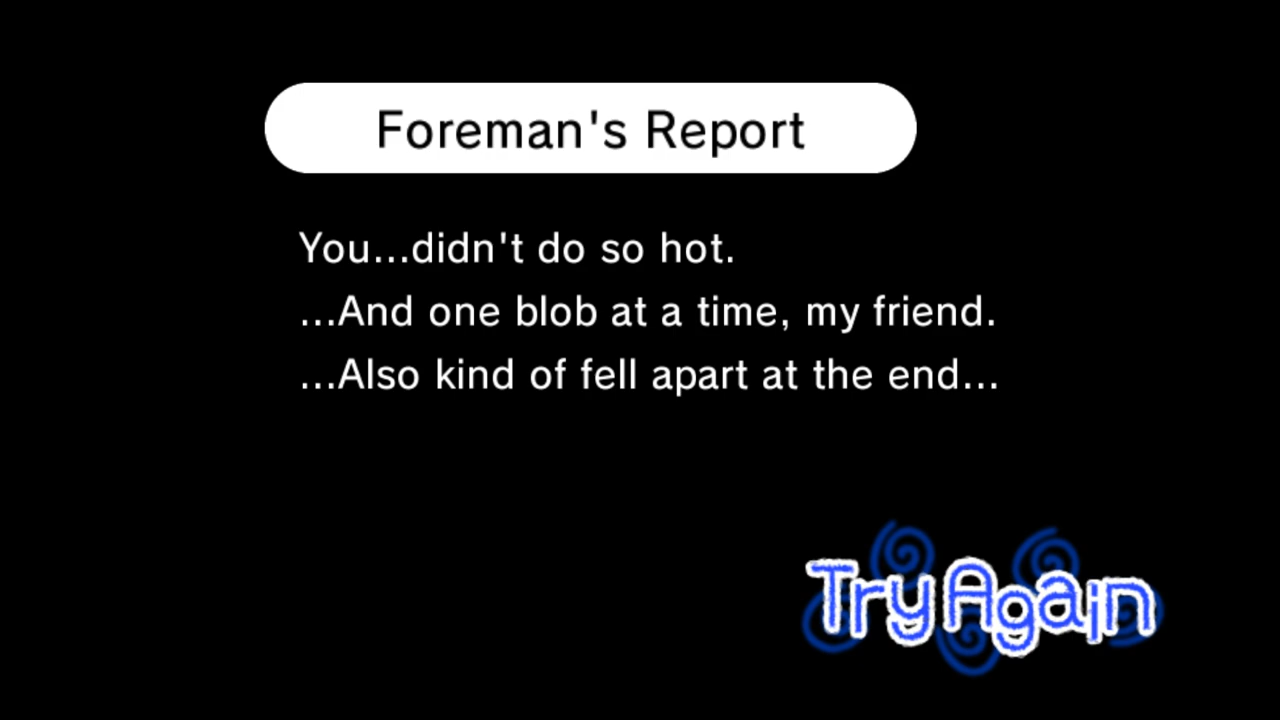 Foreman's Report
You...didn't do so hot.
...And one blob at a time, my friend.
...Also kind of fell apart at the end...
Try Again